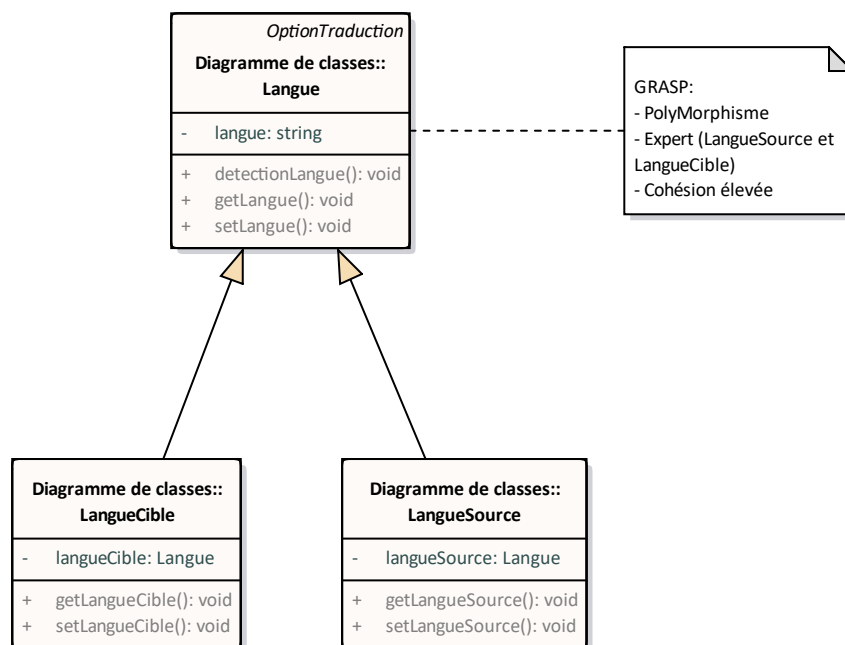 OptionTraduction
Diagramme de classes::
Langue
- langue: string
+ detectionLangue(): void
+ getLangue(): void
+ setLangue(): void
GRASP:
- PolyMorphisme
- Expert (LangueSource et
LangueCible)
- Cohésion élevée
Diagramme de classes::
LangueCible
- langueCible: Langue
+ getLangueCible(): void
+ setLangueCible(): void
Diagramme de classes::
LangueSource
- langueSource: Langue
+ getLangueSource(): void
+ setLangueSource(): void